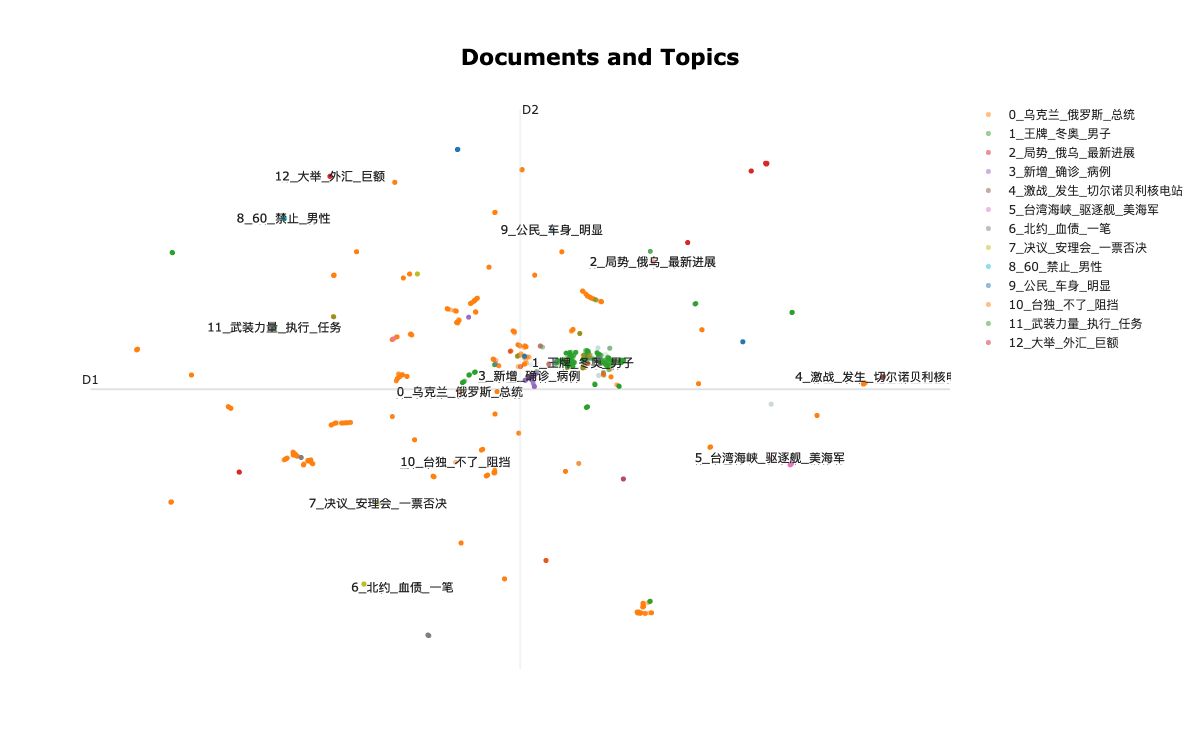 Documents and Topics
D2
D1
12_大举_外汇_巨额
8_60_禁止_男性
9_公民_车身_明显
2_局势_俄乌_最新进展
11_武装力量_执行_任务
1_王牌_冬奥_男子
3_新增_确诊_病例
4_激战_发生_切尔诺贝利核电
0_乌克兰_俄罗斯_总统
10_台独_不了_阻挡
5_台湾海峡_驱逐舰_美海军
7_决议_安理会_一票否决
6_北约_血债_一笔
0_乌克兰_俄罗斯_总统
1_王牌_冬奥_男子
2_局势_俄乌_最新进展
3_新增_确诊_病例
4_激战_发生_切尔诺贝利核电站
5_台湾海峡_驱逐舰_美海军
6_北约_血债_一笔
7_决议_安理会_一票否决
8_60_禁止_男性
9_公民_车身_明显
10_台独_不了_阻挡
11_武装力量_执行_任务
12_大举_外汇_巨额